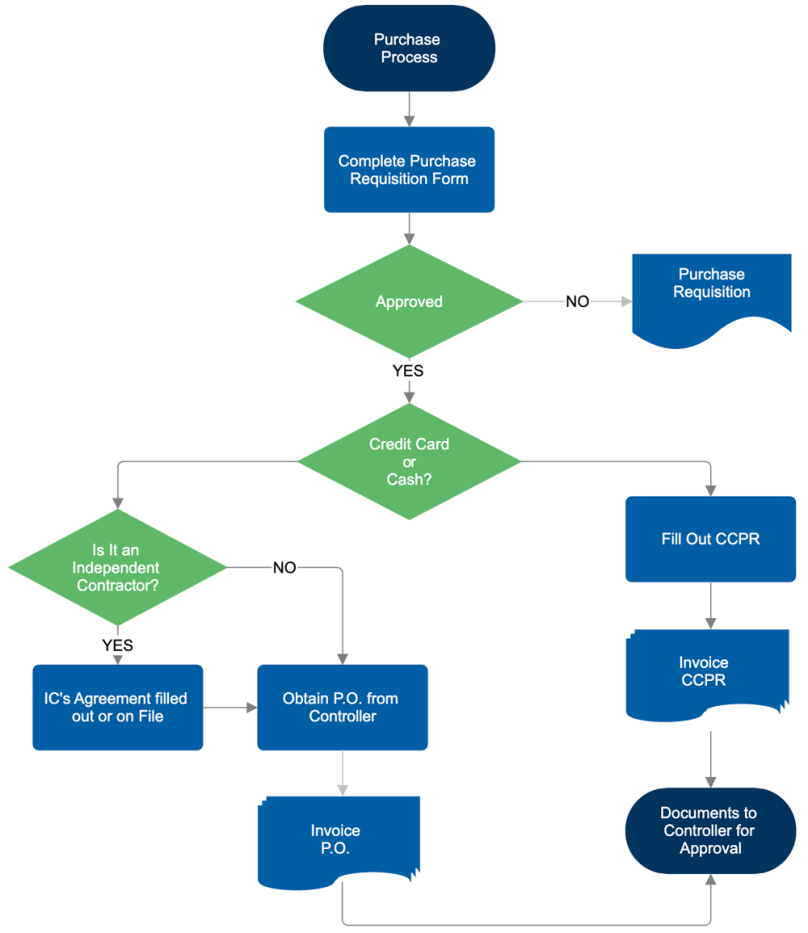 Purchase
Process
Complete Purchase
Requisition Form
Approved
NO
Purchase
Requisition
YES
Credit Card
or
Cash?
Is It an
Independent
Contractor?
NO
Fill Out CCPR
YES
IC's Agreement filled
out or on File
Obtain P.O. from
Controller
Invoice
CCPR
Invoice
P.O.
Documents to
Controller for
Approval